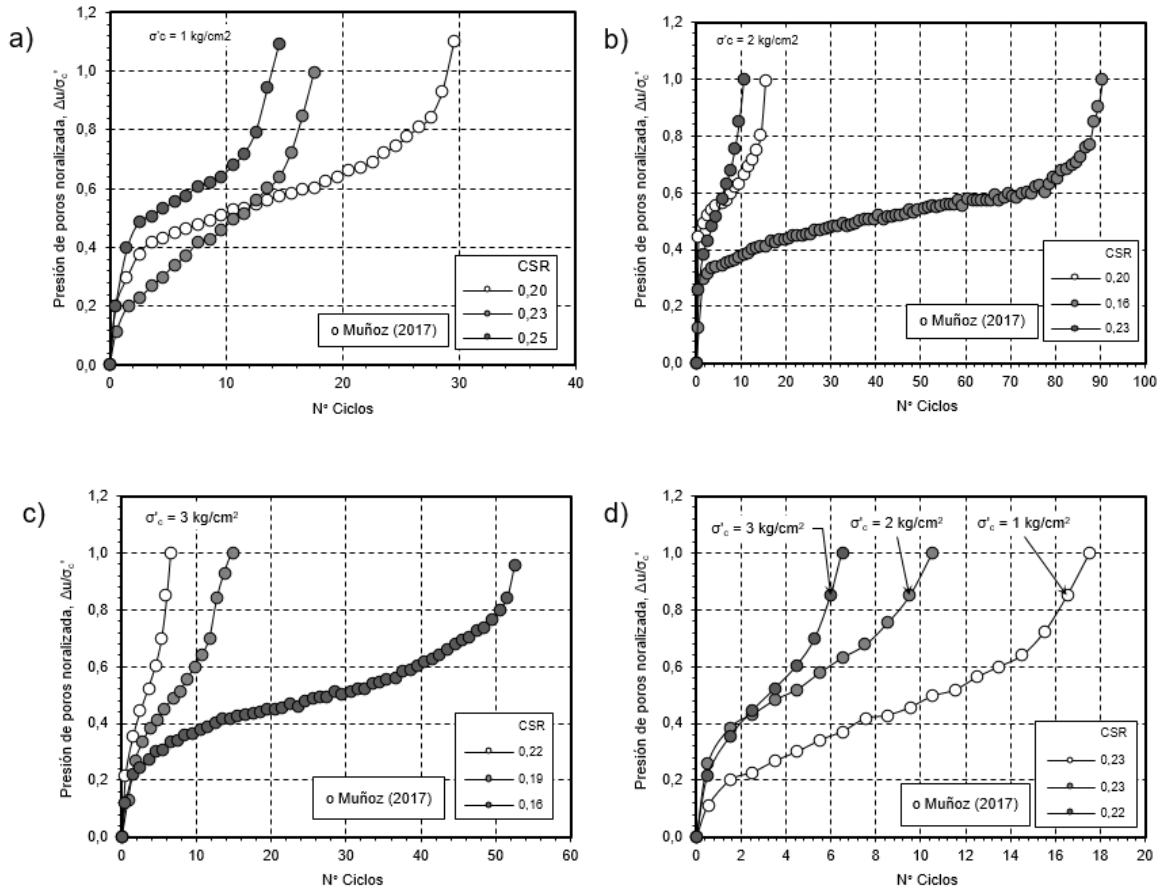 a)
σ'c = 1 kg/cm2
Presión de poros noralizada, Δu/σc'
1,2
1,0
0,8
0,6
0,4
0,2
0,0
0
10
20
30
40
N° Ciclos
CSR
0,20
0,23
0,25
o Muñoz (2017)
b)
σ'c = 2 kg/cm2
Presión de poros noralizada, Δu/σc'
1,2
1,0
0,8
0,6
0,4
0,2
0,0
0
10
20
30
40
50
60
70
80
90
100
N° Ciclos
CSR
0,20
0,16
0,23
o Muñoz (2017)
c)
σ'c = 3 kg/cm²
Presión de poros noralizada, Δu/σc'
1,2
1,0
0,8
0,6
0,4
0,2
0,0
0
10
20
30
40
50
60
N° Ciclos
CSR
0,22
0,19
0,16
o Muñoz (2017)
d)
σ'c = 3 kg/cm²
σ'c = 2 kg/cm²
σ'c = 1 kg/cm²
Presión de poros noralizada, Δu/σc'
1,2
1,0
0,8
0,6
0,4
0,2
0,0
0
2
4
6
8
10
12
14
16
18
20
N° Ciclos
CSR
0,23
0,23
0,22
o Muñoz (2017)